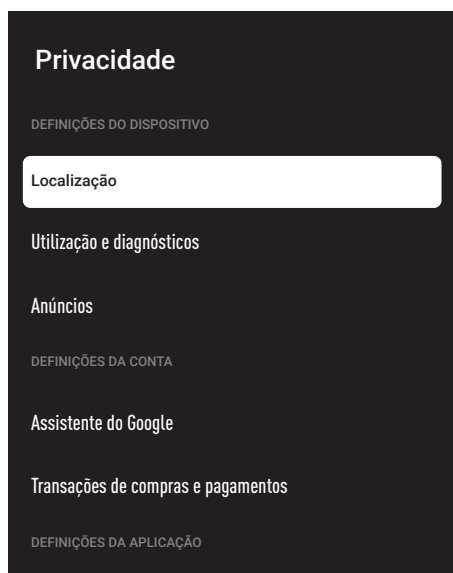 Privacidade
DEFINIÇÕES DO DISPOSITIVO
Localização
Utilização e diagnósticos
Anúncios
DEFINIÇÕES DA CONTA
Assistente do Google
Transações de compras e pagamentos
DEFINIÇÕES DA APLICAÇÃO